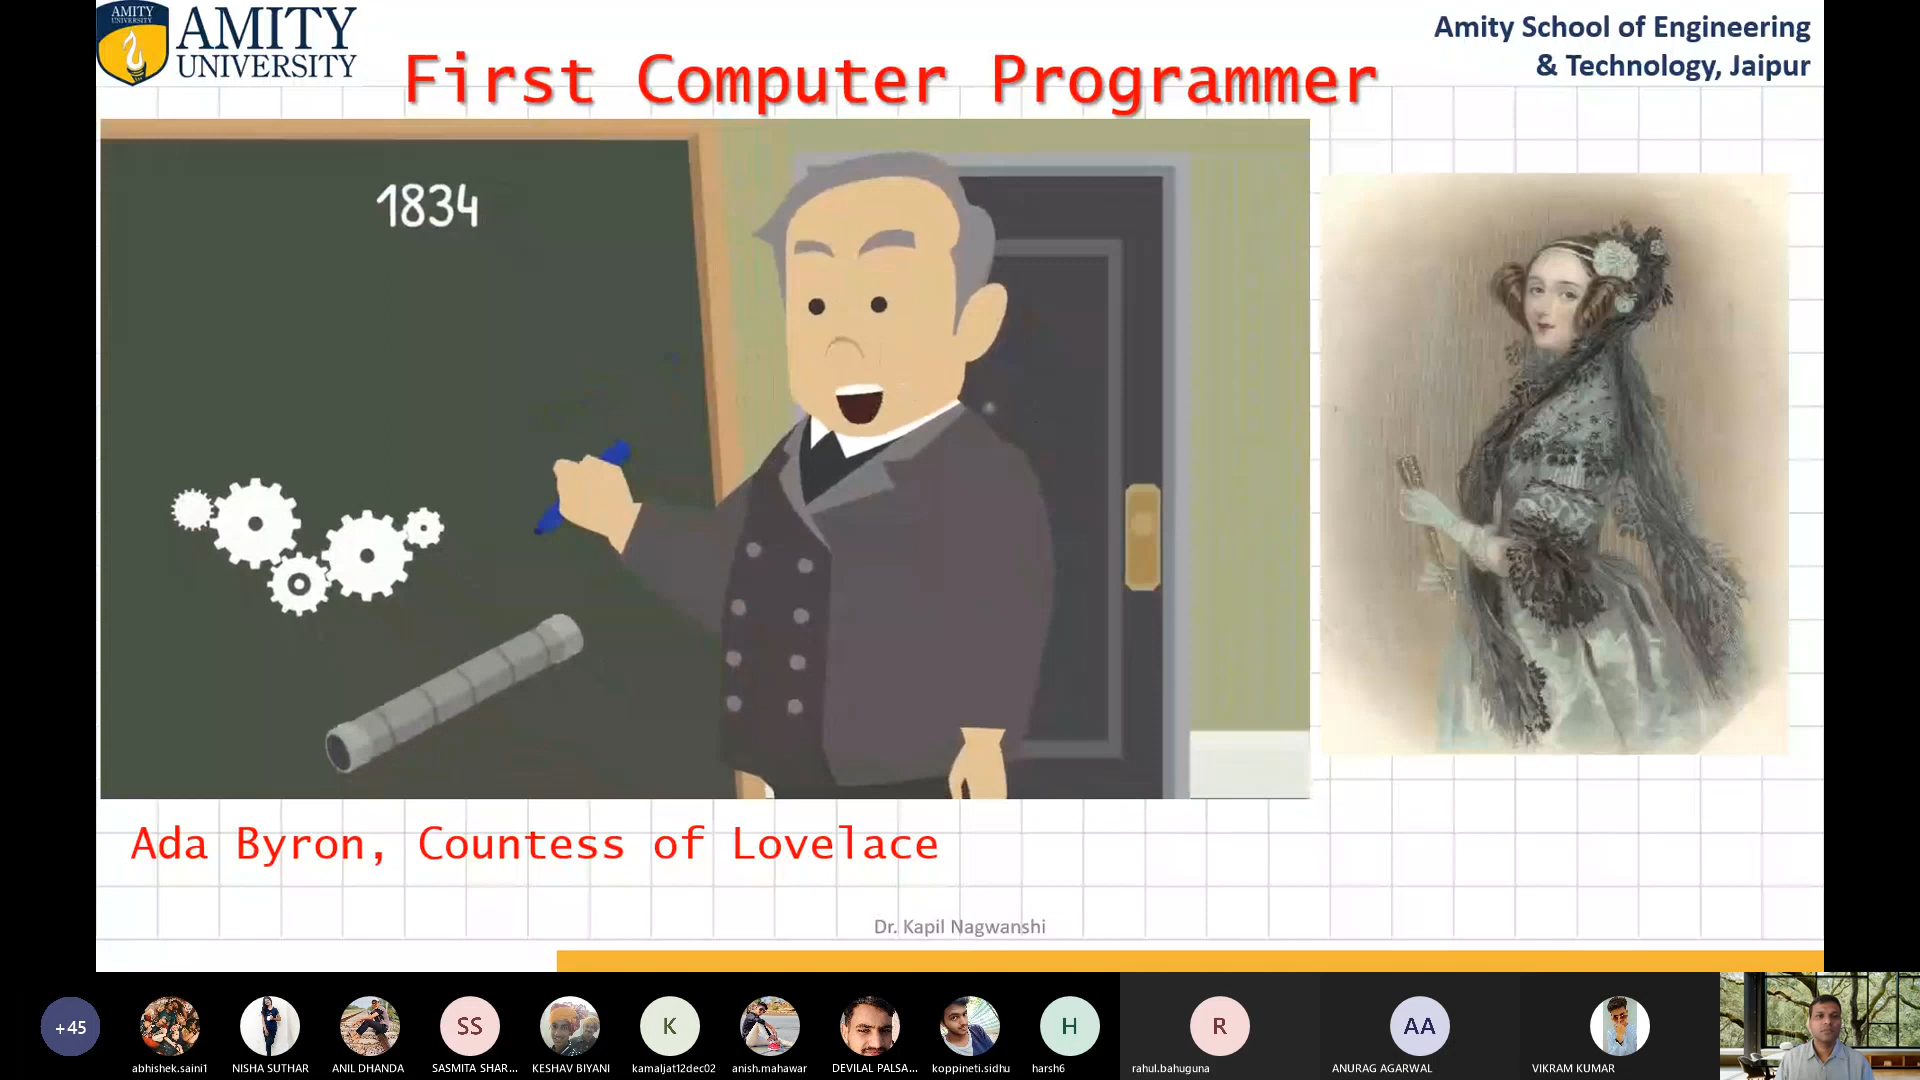 AMITY
UNIVERSITY
AMITY
UNIVERSITY
Amity School of Engineering
& Technology, Jaipur
First Computer Programmer
1834
Ada Byron, Countess of Lovelace
Dr. Kapil Nagwanshi
+45
SS
K
H
R
AA
abhishek.saini1
NISHA SUTHAR
ANIL DHANDA
SASMITA SHAR...
KESHAV BIYANI
kamaljat12dec02
anish.mahawar
DEVILAL PALSA...
koppineti.sidhu
harsh6
rahul.bahuguna
ANURAG AGARWAL
VIKRAM KUMAR